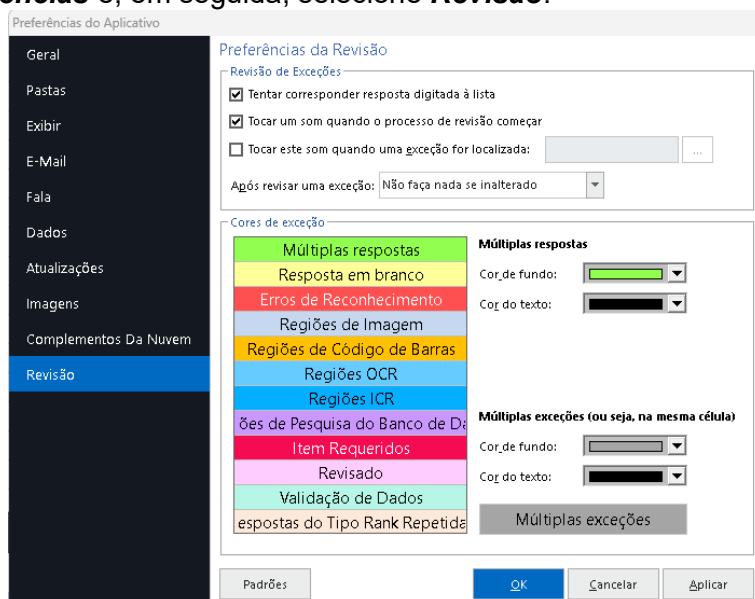 ências e, em seguida, selecione Revisão.
Preferências do Aplicativo
Geral
Pastas
Exibir
E-Mail
Fala
Dados
Atualizações
Imagens
Complementos Da Nuvem
Revisão
Preferências da Revisão
Revisão de Exceções
Tentar corresponder resposta digitada à lista
Tocar um som quando o processo de revisão começar
Tocar este som quando uma exceção for localizada:
...
Após revisar uma exceção: Não faça nada se inalterado
Cores de exceção
Múltiplas respostas
Resposta em branco
Erros de Reconhecimento
Regiões de Imagem
Regiões de Código de Barras
Regiões OCR
Regiões ICR
ões de Pesquisa do Banco de Da
Item Requeridos
Revisado
Validação de Dados
espostas do Tipo Rank Repetida
Múltiplas respostas
Cor de fundo:
Cor do texto:
Múltiplas exceções (ou seja, na mesma célula)
Cor de fundo:
Cor do texto:
Múltiplas exceções
Padrões
OK
Cancelar
Aplicar